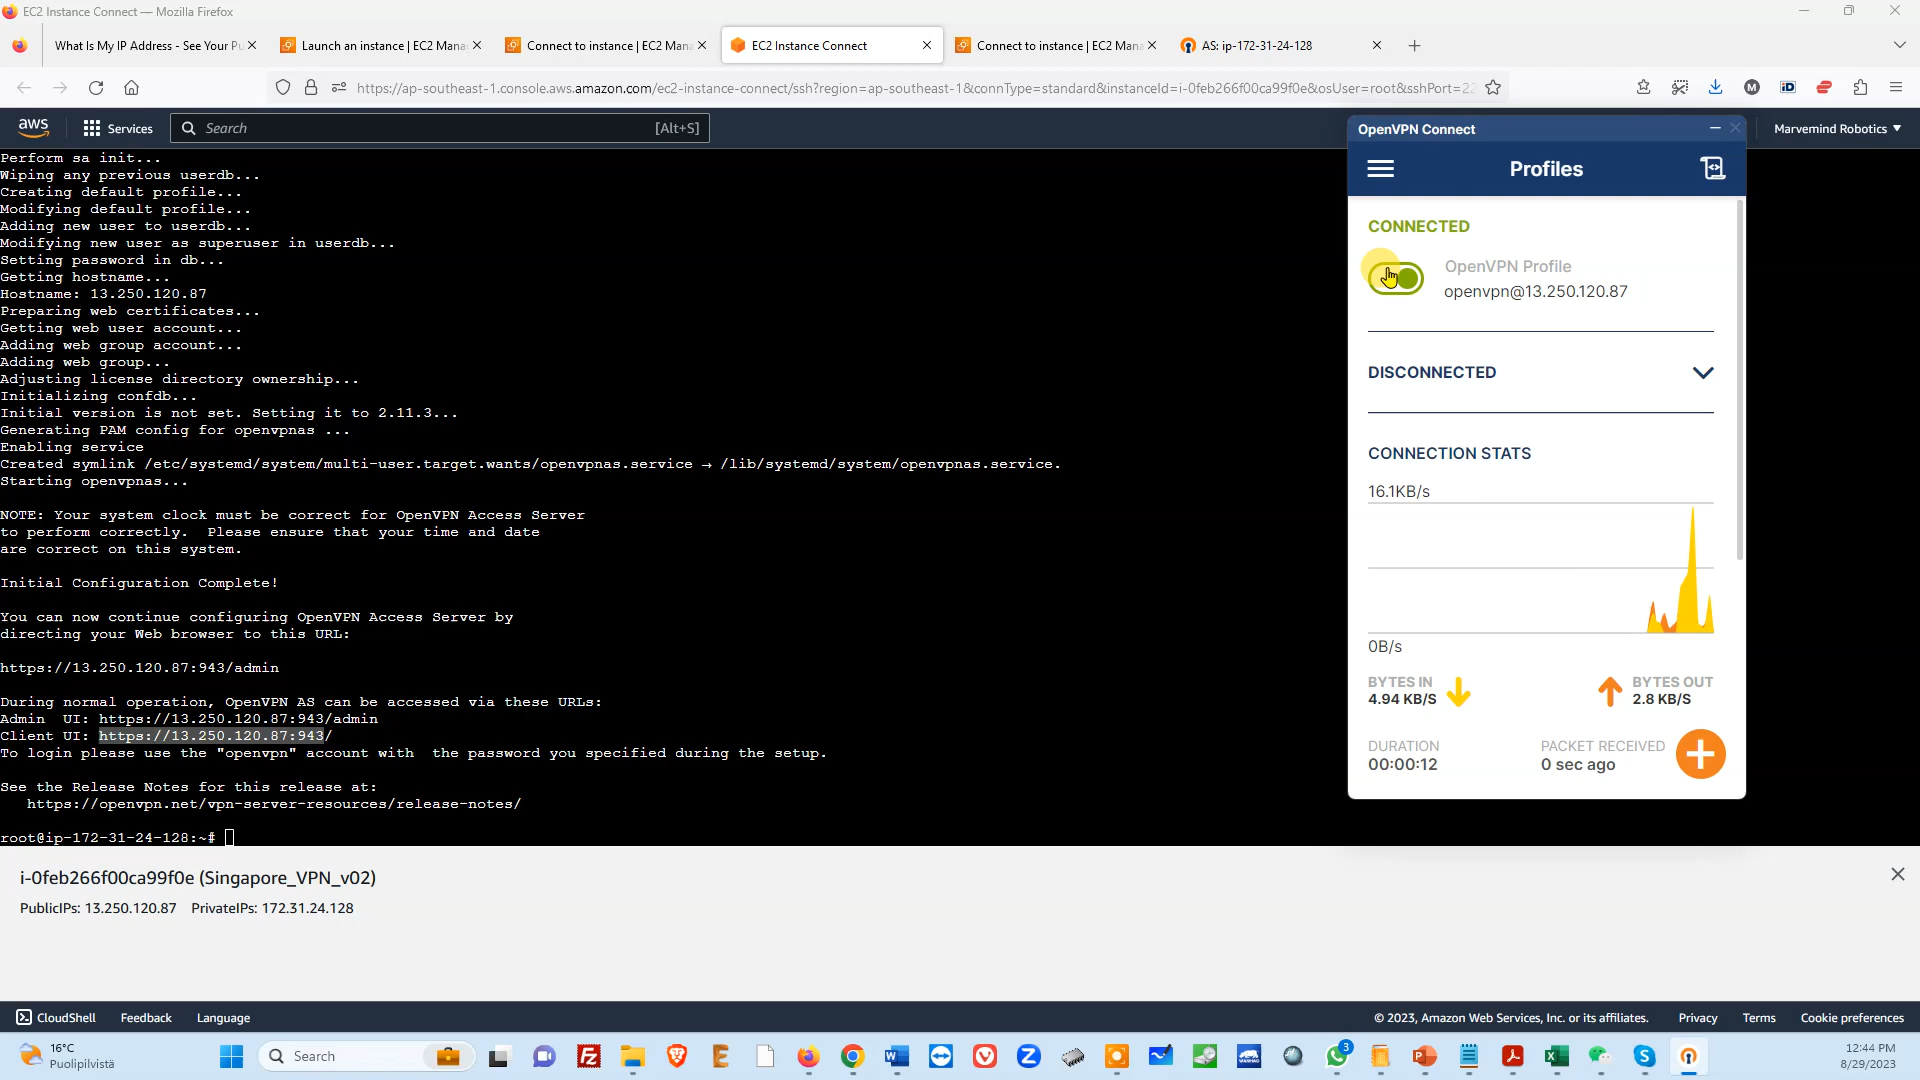 EC2 Instance Connect — Mozilla Firefox
What Is My IP Address - See Your Pu
Launch an instance | EC2 Mana
Connect to instance | EC2 Mana
EC2 Instance Connect
Connect to instance | EC2 Mana
AS: ip-172-31-24-128
https://ap-southeast-1.console.aws.amazon.com/ec2-instance-connect/ssh?region=ap-southeast-1&connType=standard&instanceId=i-0feb266f00ca99f0e&osUser=root&sshPort=22
aws
Services
Search
[Alt+S]
Marvemind Robotics
Perform sa init...
Wiping any previous userdb...
Creating default profile...
Modifying default profile...
Adding new user to userdb...
Modifying new user as superuser in userdb...
Setting password in db...
Getting hostname...
Hostname: 13.250.120.87
Preparing web certificates...
Getting web user account...
Adding web group account...
Adding web group...
Adjusting license directory ownership...
Initializing confdb...
Initial version is not set. Setting it to 2.11.3...
Generating PAM config for openvpnas ...
Enabling service
Created symlink /etc/systemd/system/multi-user.target.wants/openvpnas.service → /lib/systemd/system/openvpnas.service.
Starting openvpnas...
NOTE: Your system clock must be correct for OpenVPN Access Server
to perform correctly.  Please ensure that your time and date
are correct on this system.
Initial Configuration Complete!
You can now continue configuring OpenVPN Access Server by
directing your Web browser to this URL:
https://13.250.120.87:943/admin
During normal operation, OpenVPN AS can be accessed via these URLs:
Admin  UI: https://13.250.120.87:943/admin
Client UI: https://13.250.120.87:943/
To login please use the "openvpn" account with  the password you specified during the setup.
See the Release Notes for this release at:
https://openvpn.net/vpn-server-resources/release-notes/
root@ip-172-31-24-128:~#
OpenVPN Connect
Profiles
CONNECTED
OpenVPN Profile
openvpn@13.250.120.87
DISCONNECTED
CONNECTION STATS
16.1KB/s
0B/s
BYTES IN
4.94 KB/S
BYTES OUT
2.8 KB/S
DURATION
00:00:12
PACKET RECEIVED
0 sec ago
i-0feb266f00ca99f0e (Singapore_VPN_v02)
PublicIPs: 13.250.120.87 PrivateIPs: 172.31.24.128
CloudShell
Feedback
Language
© 2023, Amazon Web Services, Inc. or its affiliates.
Privacy
Terms
Cookie preferences
16°C
Puolipilvistä
Search
3
12:44 PM
8/29/2023